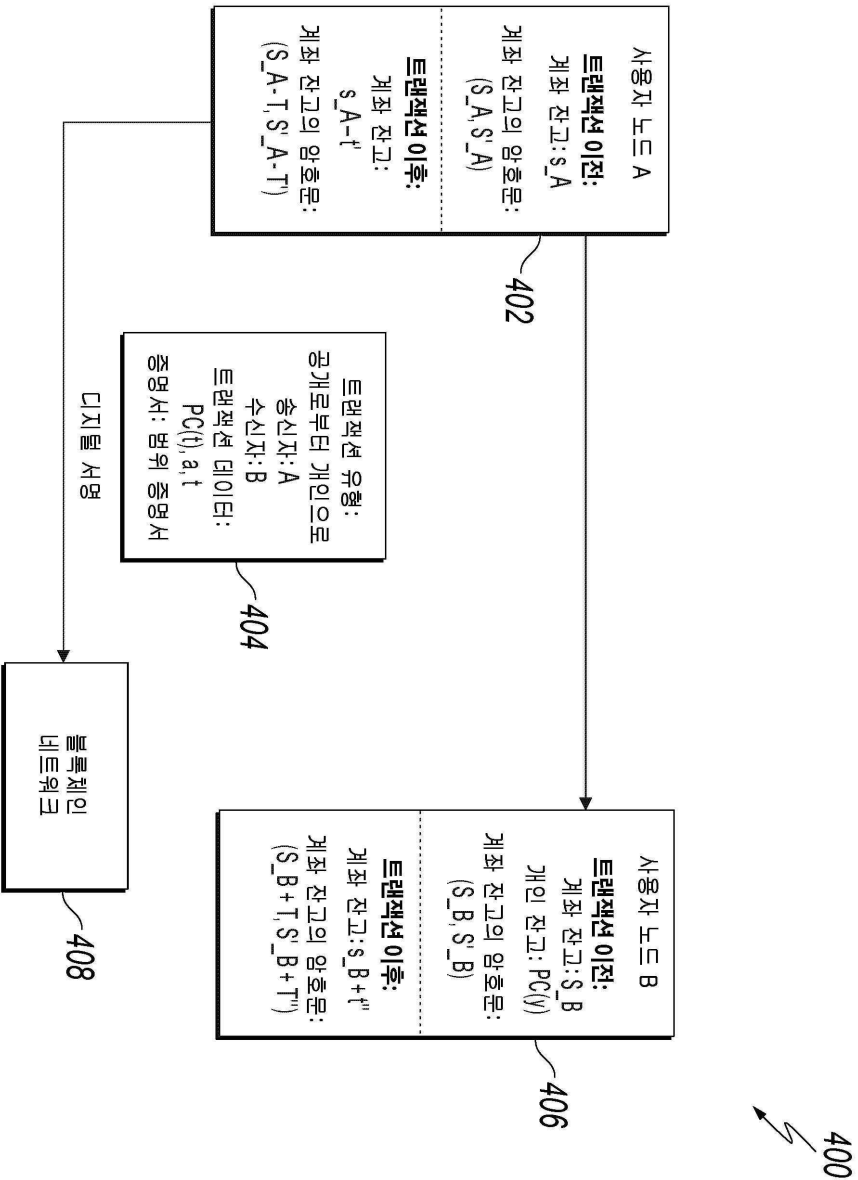 400
사용자 노드 A
트랜잭션 이전:
계좌 잔고: s_A
계좌 잔고의 암호문:
(S_A, S'_A)
트랜잭션 이후:
계좌 잔고:
s_A – t'
계좌 잔고의 암호문:
(S_A - T, S'_A - T')
402
트랜잭션 유형:
공개로부터 개인으로
송신자: A
수신자: B
트랜잭션 데이터:
PC(t), a, t
증명서: 범위 증명서
404
사용자 노드 B
트랜잭션 이전:
계좌 잔고: S_B
개인 잔고: PC(y)
계좌 잔고의 암호문:
(S_B, S'_B)
트랜잭션 이후:
계좌 잔고: s_B + t"
계좌 잔고의 암호문:
(S_B + T, S'_B + T")
406
디지털 서명
블록체인
네트워크
408